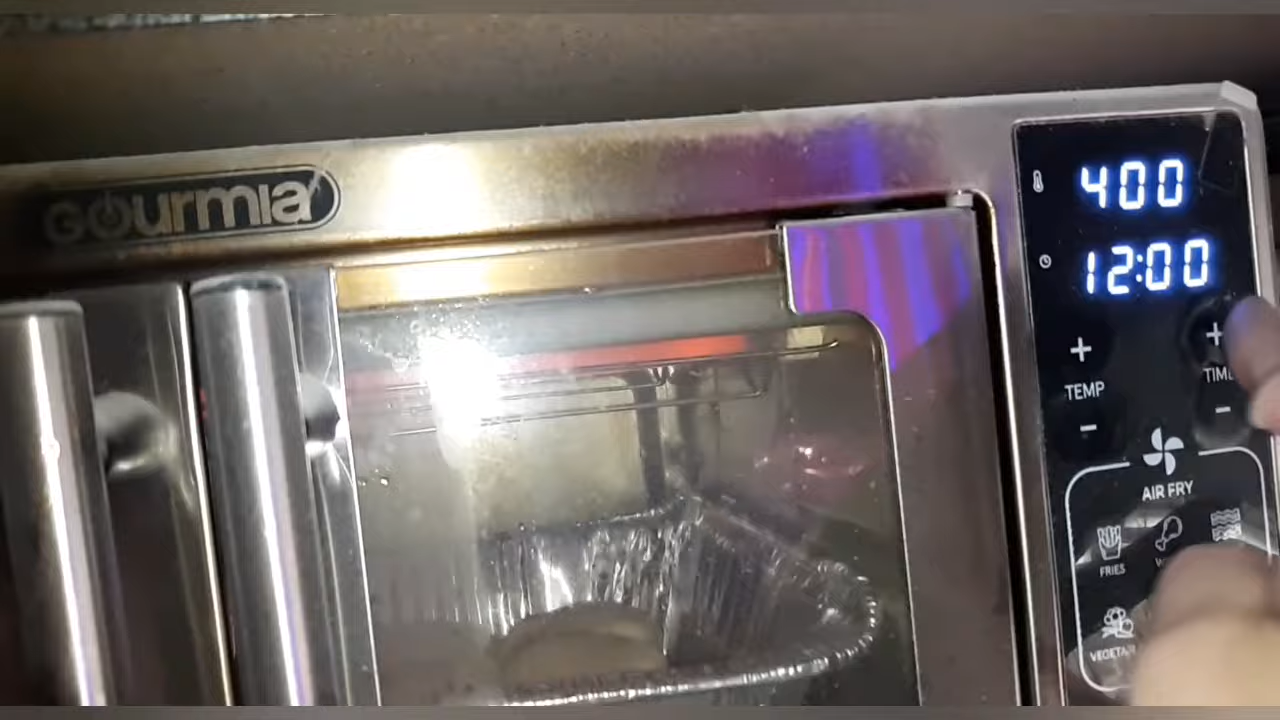 GOurmia
400
12:00
+ +
TEMP
- -
AIR FRY
FRIES